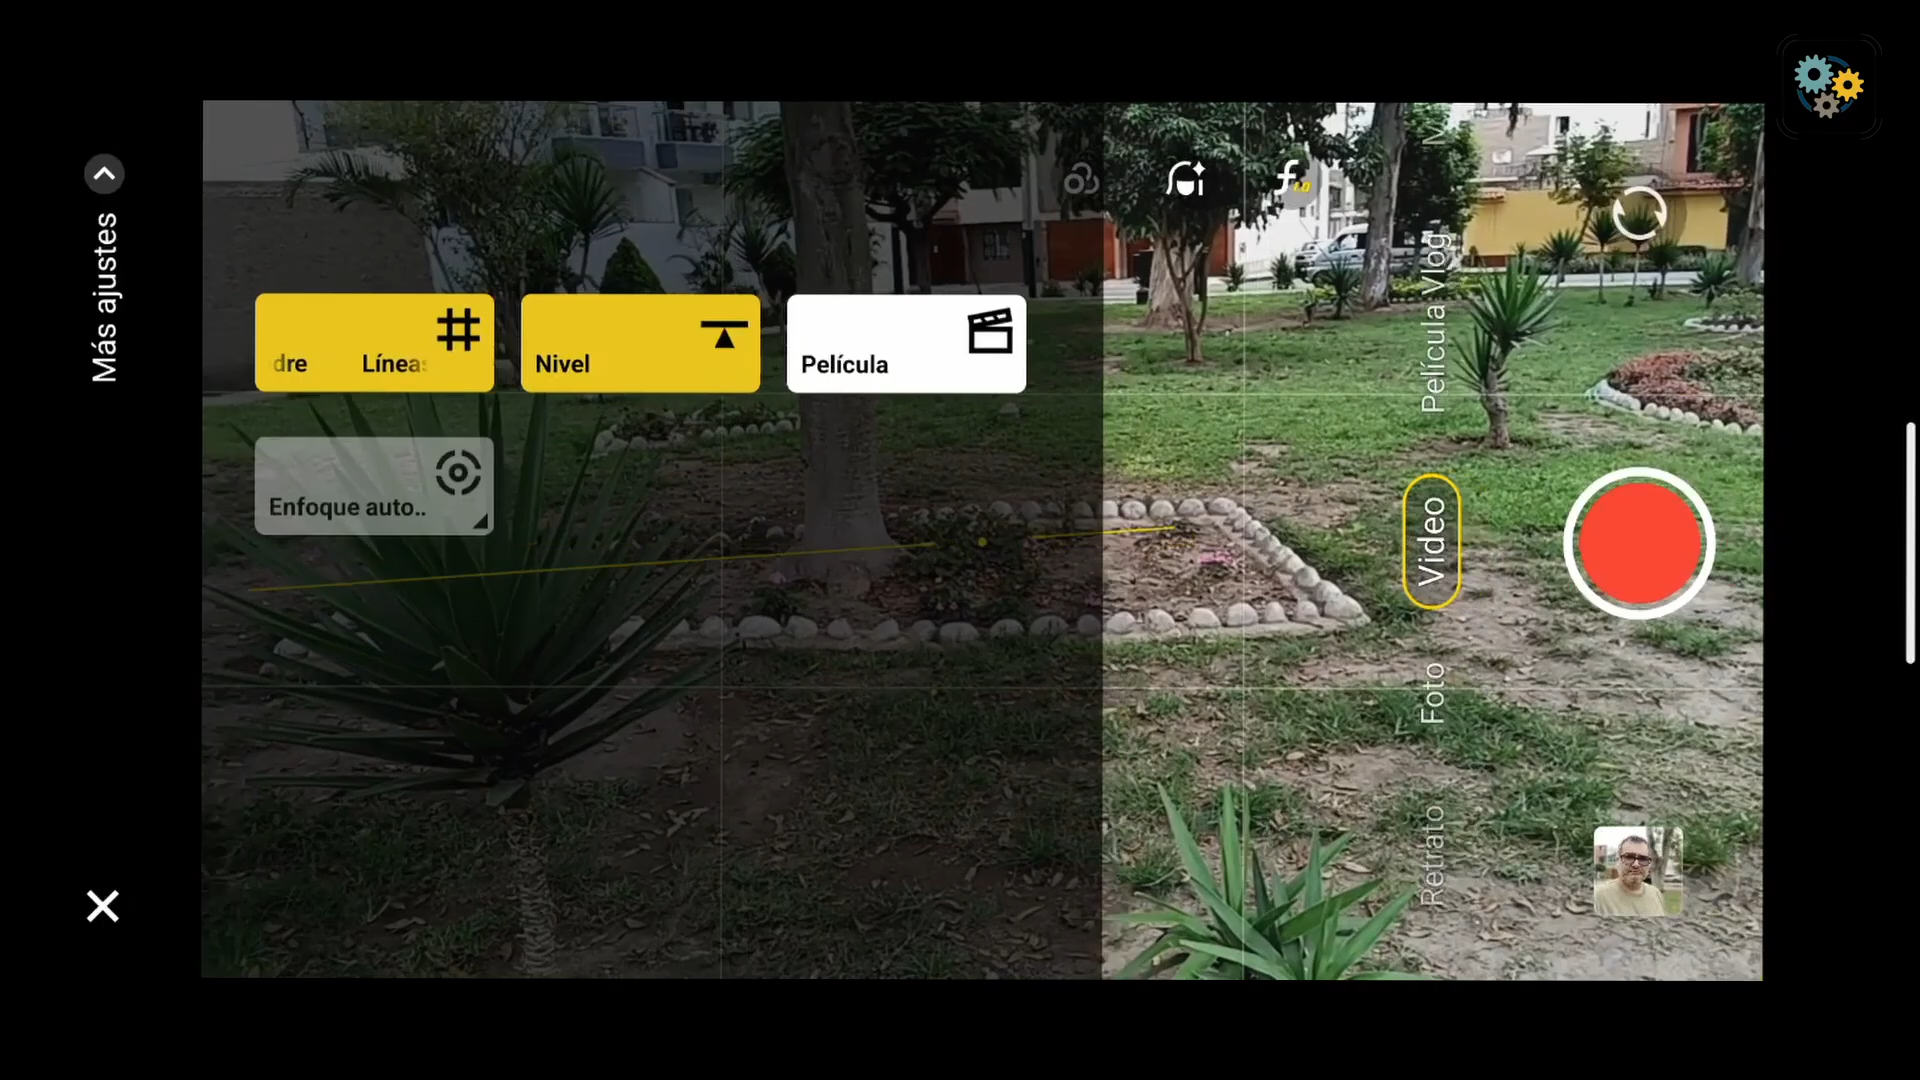 Más ajustes
dre Línea
Nivel
Película
Enfoque auto..
Película Vlog
Video
Foto
Retrato